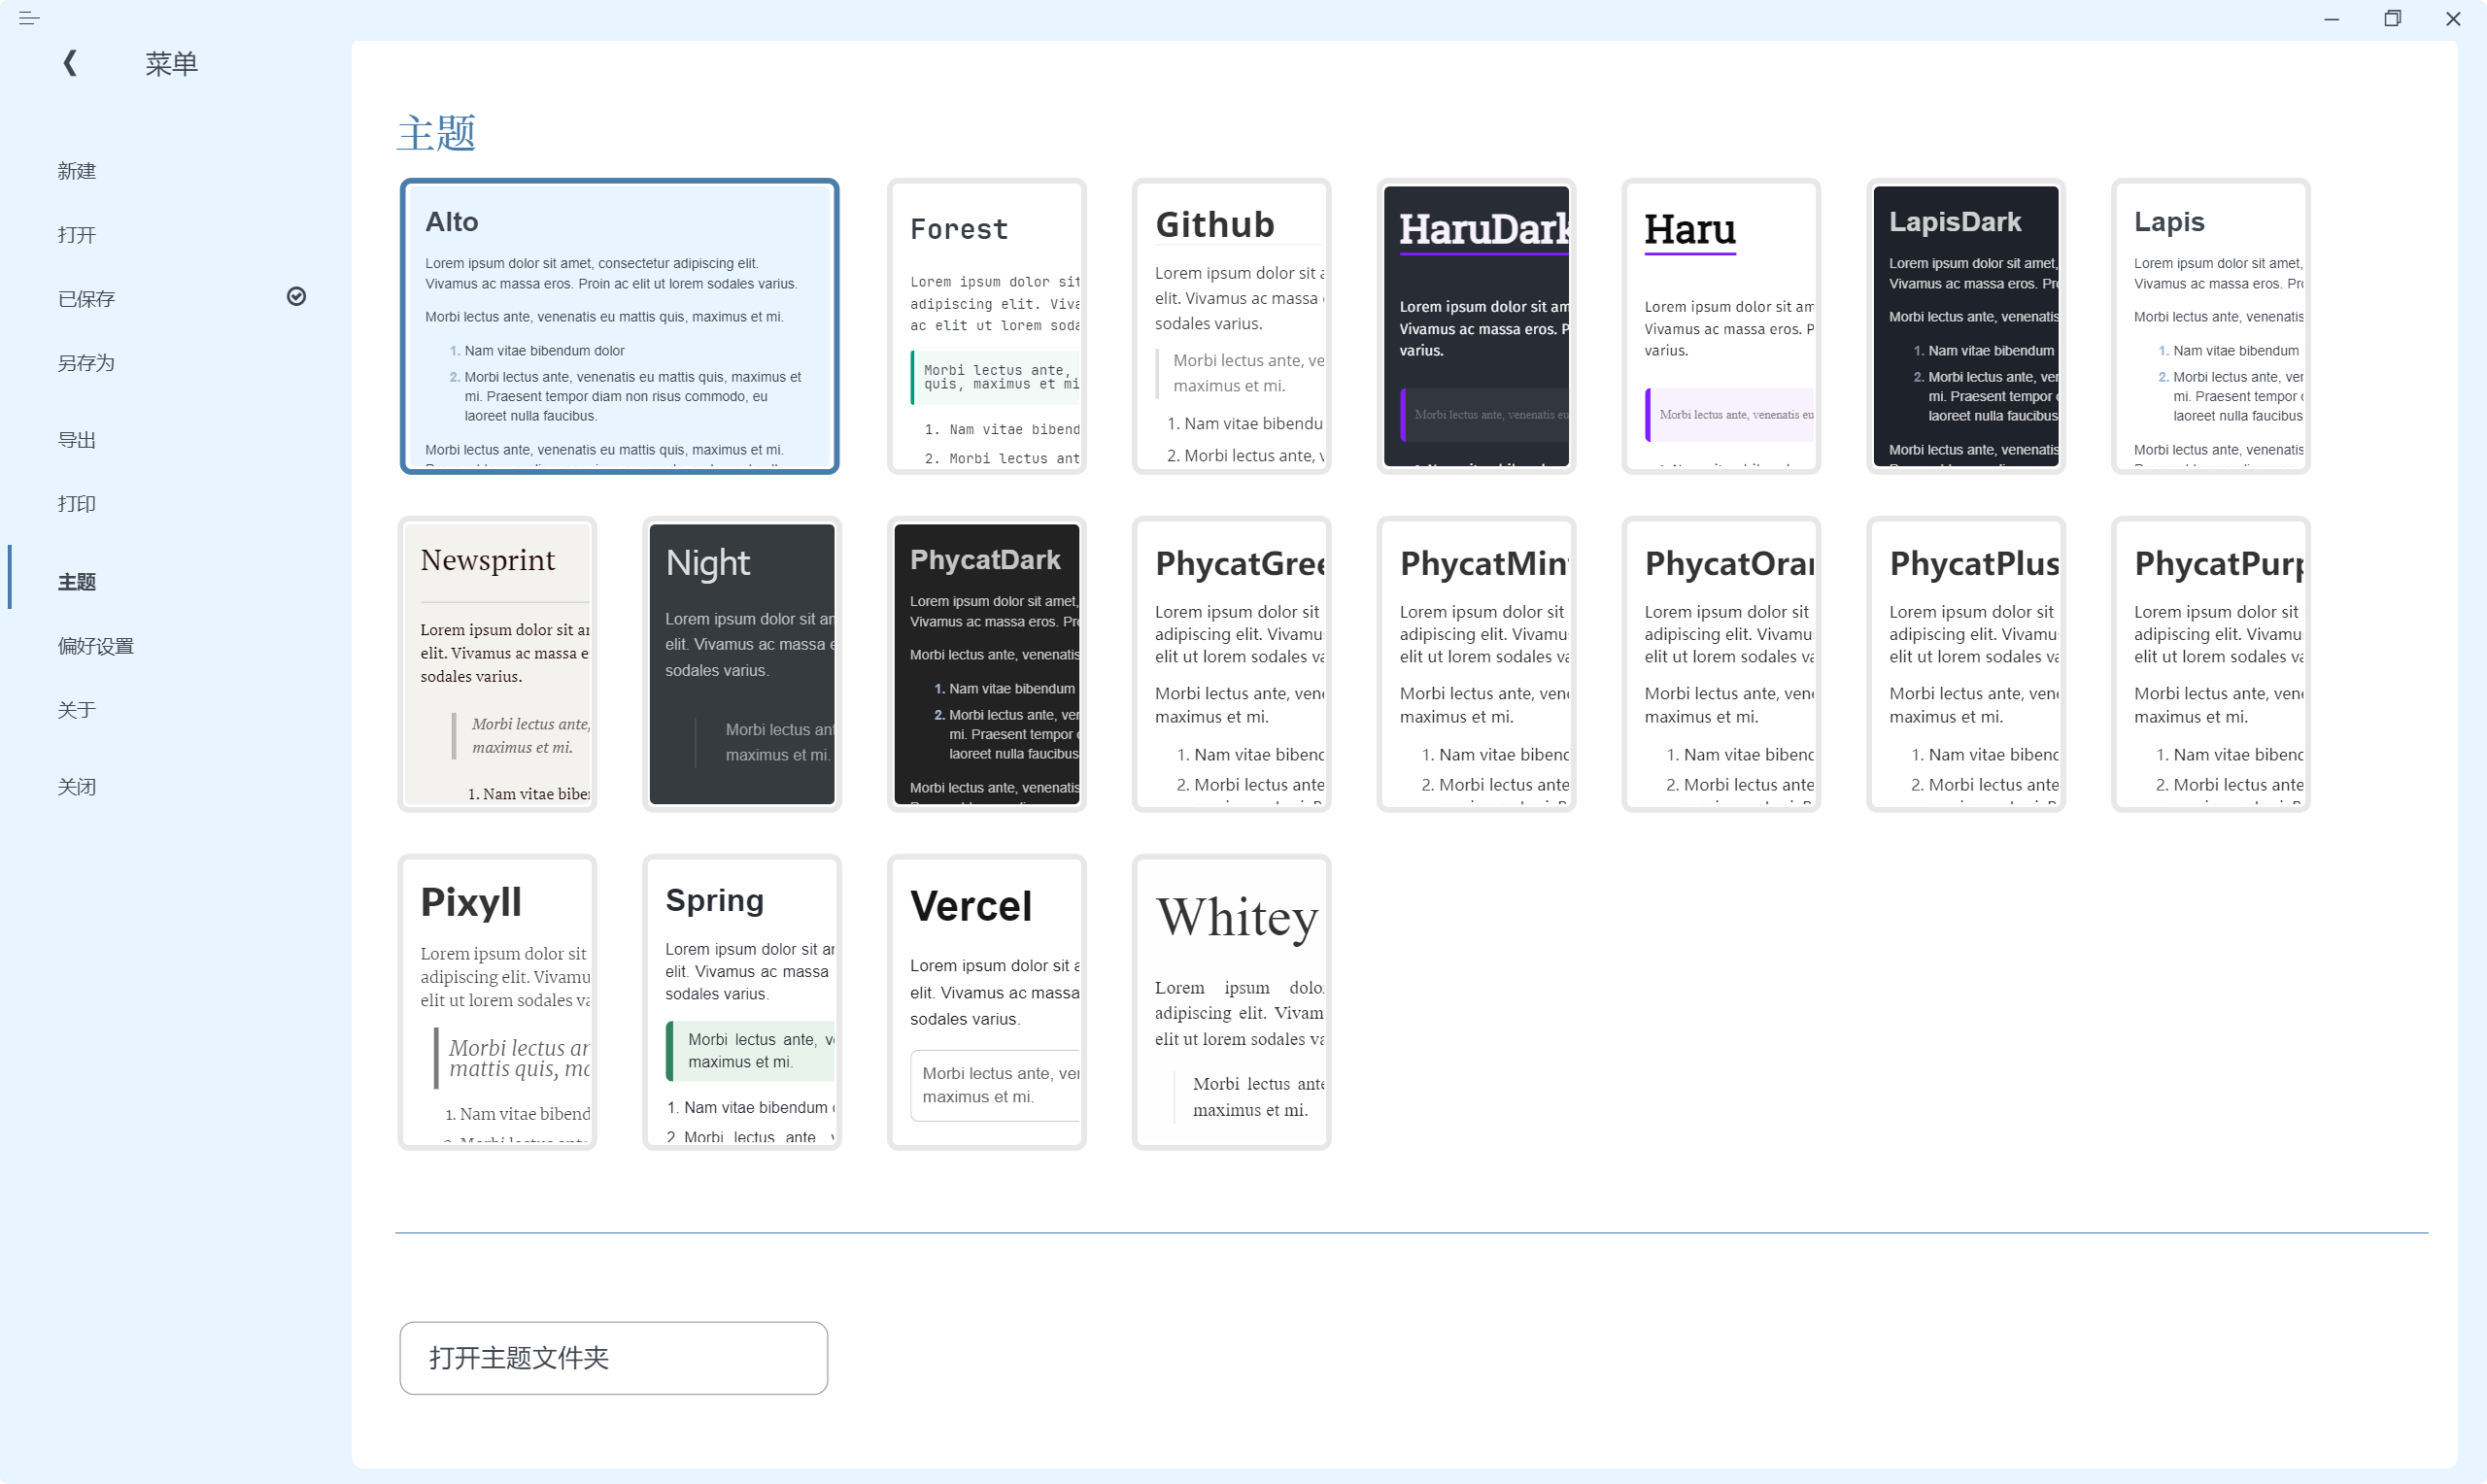 菜单
新建
打开
已保存
另存为
导出
打印
主题
偏好设置
关于
关闭
主题
Alto
Lorem ipsum dolor sit amet, consectetur adipiscing elit.
Vivamus ac massa eros. Proin ac elit ut lorem sodales varius.
Morbi lectus ante, venenatis eu mattis quis, maximus et mi.
1. Nam vitae bibendum dolor
2. Morbi lectus ante, venenatis eu mattis quis, maximus et
mi. Praesent tempor diam non risus commodo, eu
laoreet nulla faucibus.
Morbi lectus ante, venenatis eu mattis quis, maximus et mi.
Forest
Lorem ipsum dolor sit
adipiscing elit. Viva
ac elit ut lorem soda
Morbi lectus ante,
quis, maximus et mi
1. Nam vitae bibend
2. Morbi lectus ant
Github
Lorem ipsum dolor sit a
elit. Vivamus ac massa
sodales varius.
Morbi lectus ante, ve
maximus et mi.
1. Nam vitae bibendu
2. Morbi lectus ante, v
HaruDark
Lorem ipsum dolor sit am
Vivamus ac massa eros. P
varius.
Morbi lectus ante, venenatis eu
Haru
Lorem ipsum dolor sit am
Vivamus ac massa eros. P
varius.
Morbi lectus ante, venenatis eu
LapisDark
Lorem ipsum dolor sit amet,
Vivamus ac massa eros. Pro
Morbi lectus ante, venenatis
1. Nam vitae bibendum
2. Morbi lectus ante, ven
mi. Praesent tempor
laoreet nulla faucibus
Morbi lectus ante, venenatis
Lapis
Lorem ipsum dolor sit amet,
Vivamus ac massa eros. Pro
Morbi lectus ante, venenatis
1. Nam vitae bibendum
2. Morbi lectus ante, ver
mi. Praesent tempor
laoreet nulla faucibus
Morbi lectus ante, venenatis
Newsprint
Lorem ipsum dolor sit ar
elit. Vivamus ac massa e
sodales varius.
Morbi lectus ante,
maximus et mi.
1. Nam vitae biber
Night
Lorem ipsum dolor sit ar
elit. Vivamus ac massa e
sodales varius.
Morbi lectus ant
maximus et mi.
PhycatDark
Lorem ipsum dolor sit amet,
Vivamus ac massa eros. Pro
Morbi lectus ante, venenatis
1. Nam vitae bibendum
2. Morbi lectus ante, ver
mi. Praesent tempor
laoreet nulla faucibus
Morbi lectus ante, venenatis
PhycatGree
Lorem ipsum dolor sit
adipiscing elit. Vivamu
elit ut lorem sodales va
Morbi lectus ante, vene
maximus et mi.
1. Nam vitae bibend
2. Morbi lectus ante
PhycatMin
Lorem ipsum dolor sit
adipiscing elit. Vivamu
elit ut lorem sodales va
Morbi lectus ante, vene
maximus et mi.
1. Nam vitae bibend
2. Morbi lectus ante
PhycatOra
Lorem ipsum dolor sit
adipiscing elit. Vivamu
elit ut lorem sodales va
Morbi lectus ante, vene
maximus et mi.
1. Nam vitae bibend
2. Morbi lectus ante
PhycatPlus
Lorem ipsum dolor sit
adipiscing elit. Vivamu
elit ut lorem sodales va
Morbi lectus ante, vene
maximus et mi.
1. Nam vitae bibend
2. Morbi lectus ante
PhycatPurp
Lorem ipsum dolor sit
adipiscing elit. Vivamu
elit ut lorem sodales va
Morbi lectus ante, vene
maximus et mi.
1. Nam vitae bibend
2. Morbi lectus ante
Pixyll
Lorem ipsum dolor sit
adipiscing elit. Vivamu
elit ut lorem sodales va
Morbi lectus ar
mattis quis, mo
1. Nam vitae bibend
Spring
Lorem ipsum dolor sit ar
elit. Vivamus ac massa
sodales varius.
Morbi lectus ante, v
maximus et mi.
1. Nam vitae bibendum
2 Morbi lectus ante
Vercel
Lorem ipsum dolor sit a
elit. Vivamus ac massa
sodales varius.
Morbi lectus ante, ver
maximus et mi.
Whitey
Lorem ipsum dolo
adipiscing elit. Vivam
elit ut lorem sodales va
Morbi lectus ante
maximus et mi.
打开主题文件夹